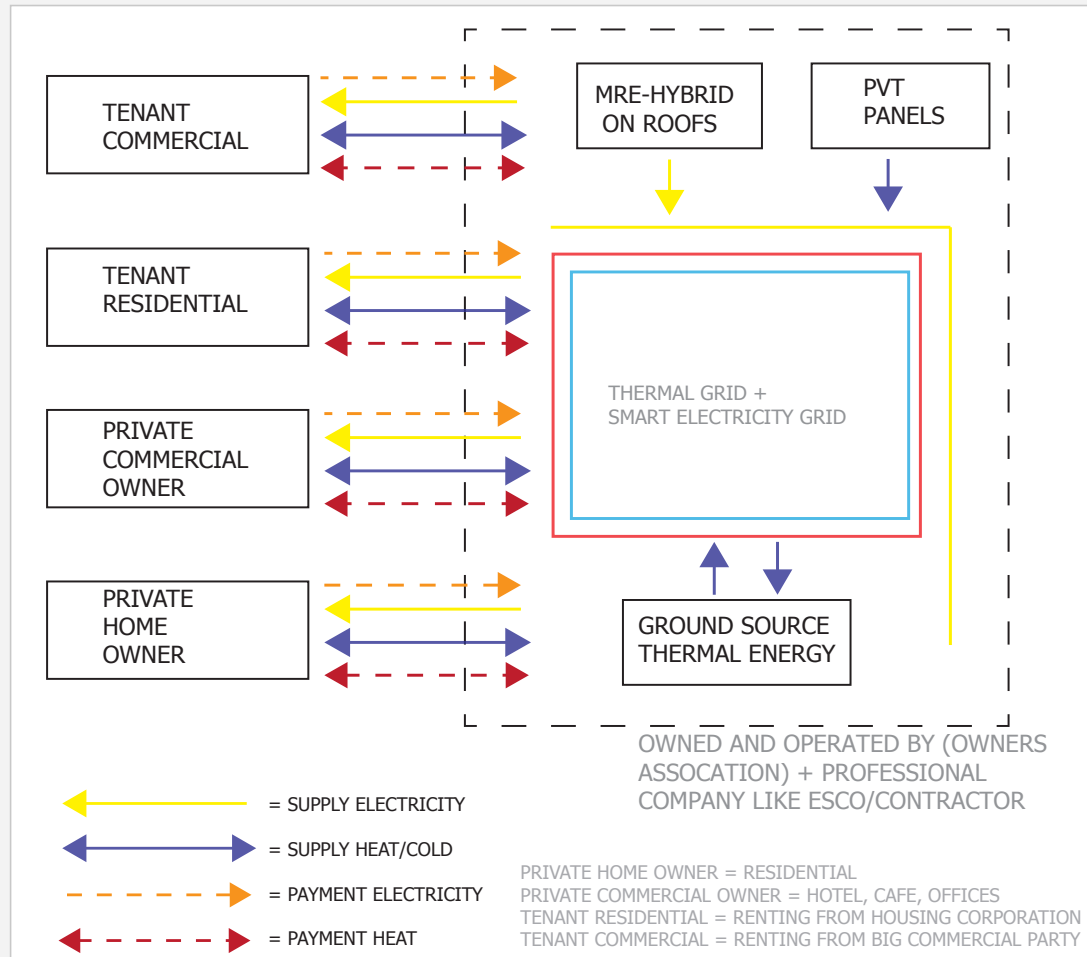 TENANT
COMMERCIAL
MRE-HYBRID
ON ROOFS
PVT
PANELS
TENANT
RESIDENTIAL
THERMAL GRID +
SMART ELECTRICITY GRID
PRIVATE
COMMERCIAL
OWNER
PRIVATE
HOME
OWNER
GROUND SOURCE
THERMAL ENERGY
OWNED AND OPERATED BY (OWNERS
ASSOCATION) + PROFESSIONAL
COMPANY LIKE ESCO/CONTRACTOR
= SUPPLY ELECTRICITY
= SUPPLY HEAT/COLD
= PAYMENT ELECTRICITY
= PAYMENT HEAT
PRIVATE HOME OWNER = RESIDENTIAL
PRIVATE COMMERCIAL OWNER = HOTEL, CAFE, OFFICES
TENANT RESIDENTIAL = RENTING FROM HOUSING CORPORATION
TENANT COMMERCIAL = RENTING FROM BIG COMMERCIAL PARTY